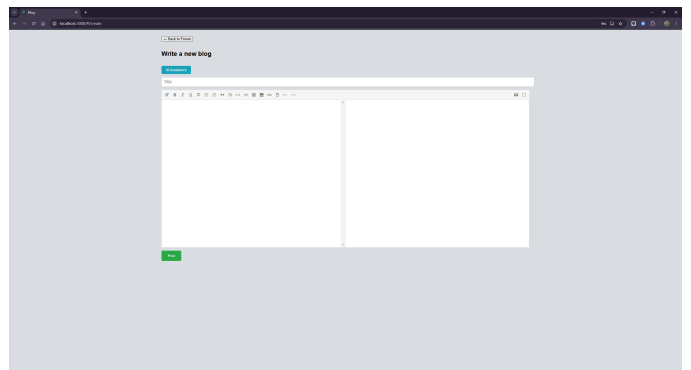 Blog
localhost:3000/#/create
← Back to Forum
Write a new blog
AI Assistance
Title
Post